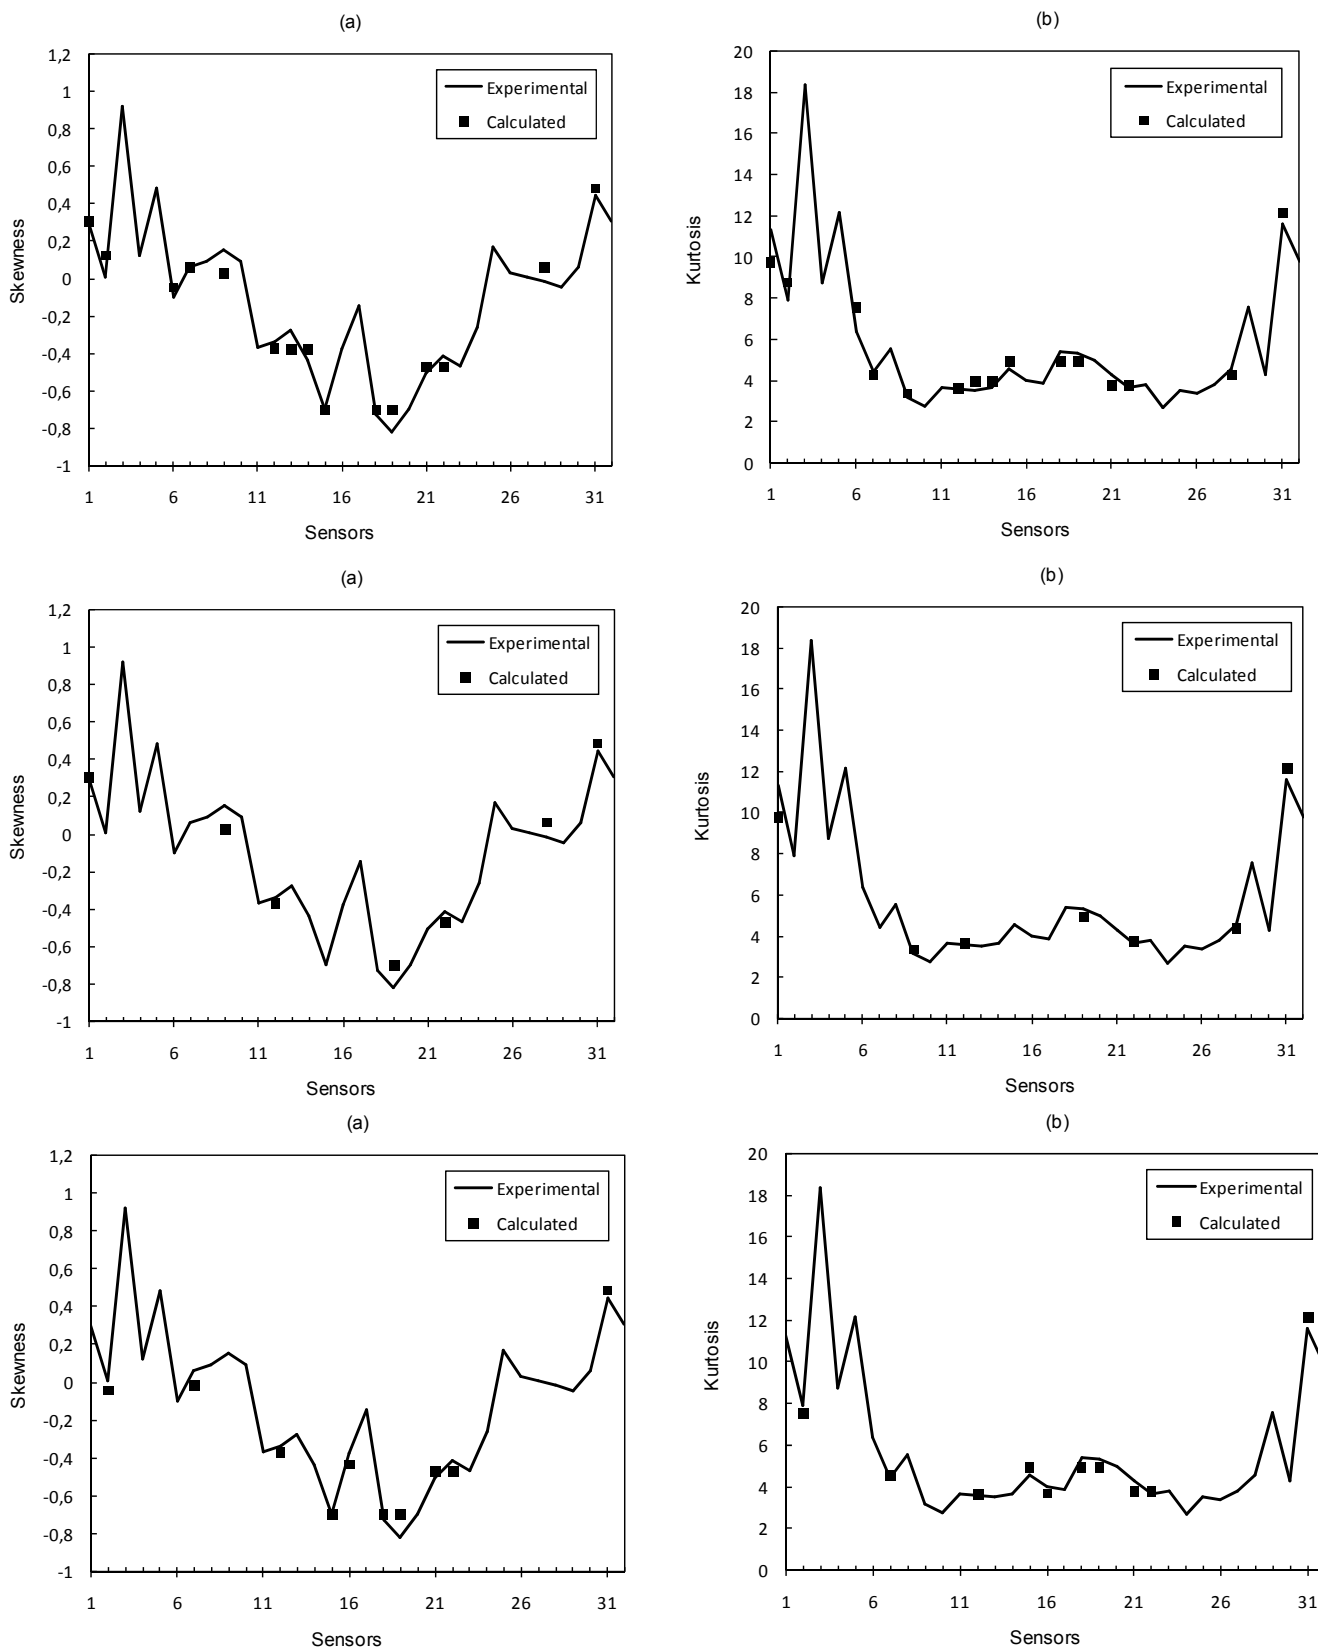 (a)
1,2
1
0,8
0,6
0,4
0,2
0
-0,2
-0,4
-0,6
-0,8
-1
Skewness
Experimental
Calculated
1 6 11 16 21 26 31
Sensors
(b)
20
18
16
14
12
10
8
6
4
2
0
Kurtosis
Experimental
Calculated
1 6 11 16 21 26 31
Sensors
(a)
1,2
1
0,8
0,6
0,4
0,2
0
-0,2
-0,4
-0,6
-0,8
-1
Skewness
Experimental
Calculated
1 6 11 16 21 26 31
Sensors
(b)
20
18
16
14
12
10
8
6
4
2
0
Kurtosis
Experimental
Calculated
1 6 11 16 21 26 31
Sensors
(a)
1,2
1
0,8
0,6
0,4
0,2
0
-0,2
-0,4
-0,6
-0,8
-1
Skewness
Experimental
Calculated
1 6 11 16 21 26 31
Sensors
(b)
20
18
16
14
12
10
8
6
4
2
0
Kurtosis
Experimental
Calculated
1 6 11 16 21 26 31
Sensors